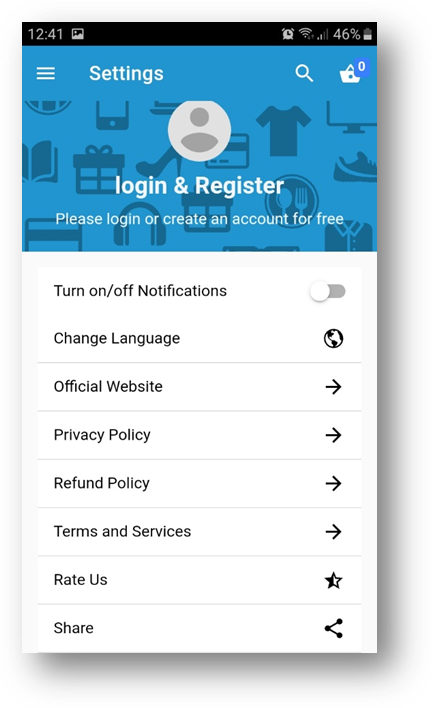 12:41 46%
Settings 0
login & Register
Please login or create an account for free
Turn on/off Notifications
Change Language
Official Website
Privacy Policy
Refund Policy
Terms and Services
Rate Us
Share